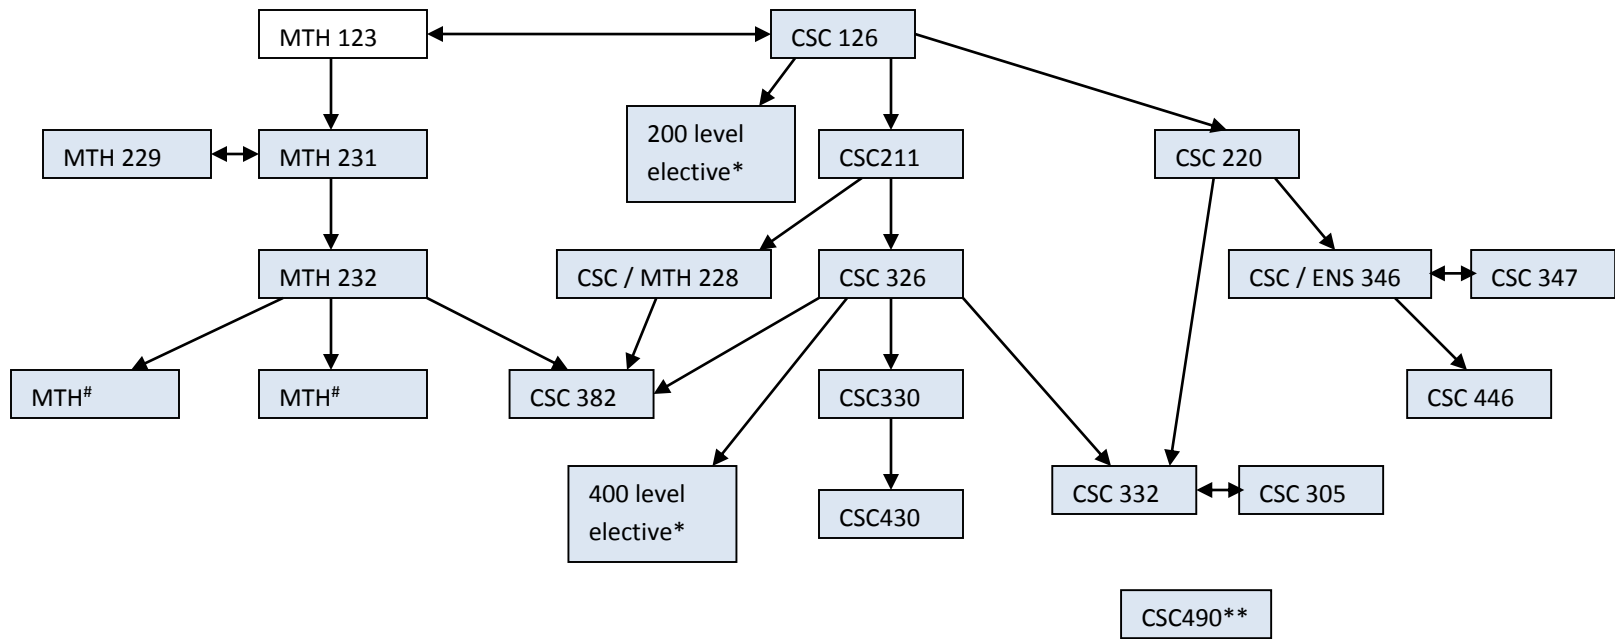 MTH 123
CSC 126
200 level
elective*
MTH 229
MTH 231
CSC211
CSC 220
MTH 232
CSC / MTH 228
CSC 326
CSC / ENS 346
CSC 347
MTH#
MTH#
CSC 382
CSC330
CSC 446
400 level
elective*
CSC430
CSC 332
CSC 305
CSC490**